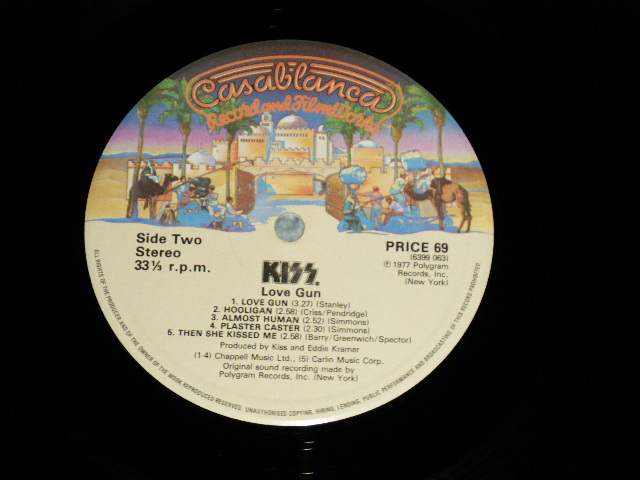 Casablanca
Record and FilmWorks
Side Two
Stereo
33⅓ r.p.m.
PRICE 69
(6399 063)
Ⓟ 1977 Polygram
Records, Inc.
(New York)
KISS
Love Gun
1. LOVE GUN (3.27) (Stanley)
2. HOOLIGAN (2.58) (Criss/Pendridge)
3. ALMOST HUMAN (2.52) (Simmons)
4. PLASTER CASTER (2.30) (Simmons)
5. THEN SHE KISSED ME (2.58) (Barry/Greenwich/Spector)
Produced by Kiss and Eddie Kramer
(1-4) Chappell Music Ltd., (5) Carlin Music Corp.
Original sound recording made by
Polygram Records, Inc. (New York)
ALL RIGHTS OF THE PRODUCER AND OF THE OWNER OF THE WORK REPRODUCED RESERVED. UNAUTHORISED COPYING, HIRING, LENDING, PUBLIC PERFORMANCE AND BROADCASTING OF THIS RECORD PROHIBITED.